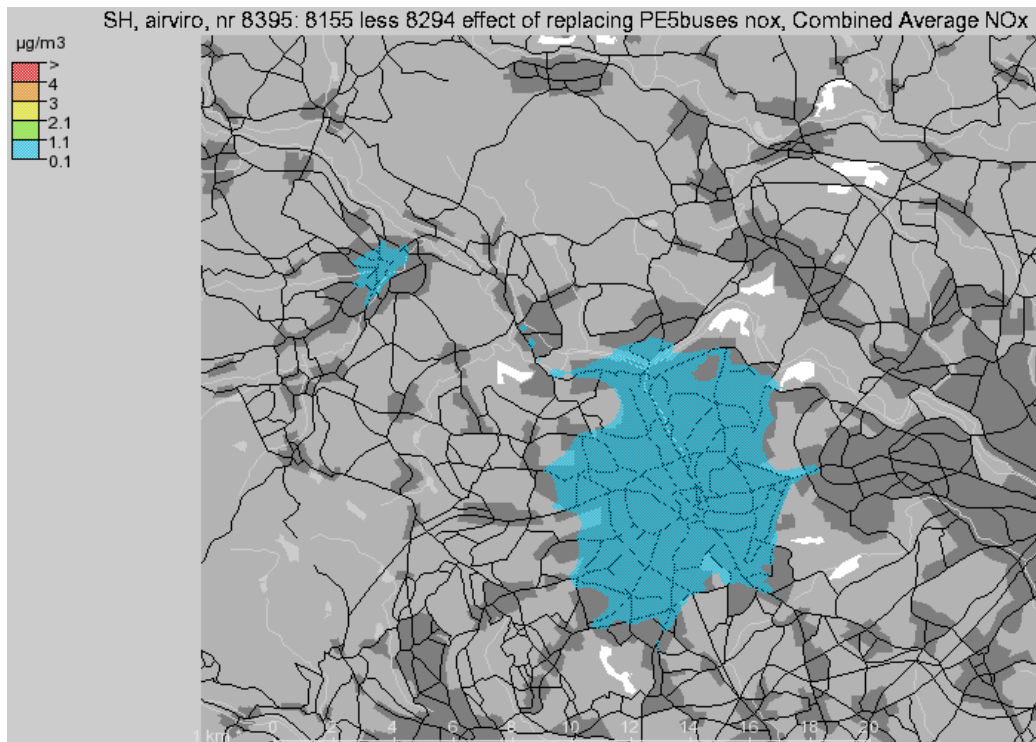 SH, airviro, nr 8395: 8155 less 8294 effect of replacing PE5buses nox, Combined Average NOx
µg/m3
>
4
3
2.1
1.1
0.1
1 km * 0 2 4 6 8 10 12 14 16 18 20